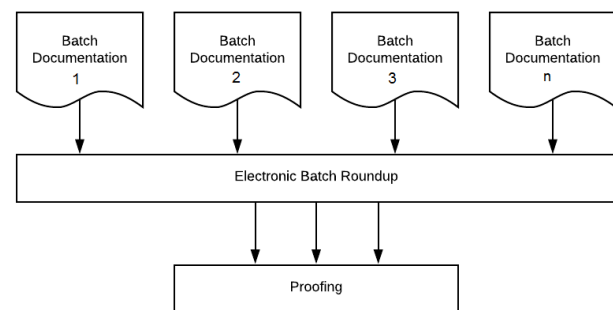 Batch
Documentation
1
Batch
Documentation
2
Batch
Documentation
3
Batch
Documentation
n
Electronic Batch Roundup
Proofing